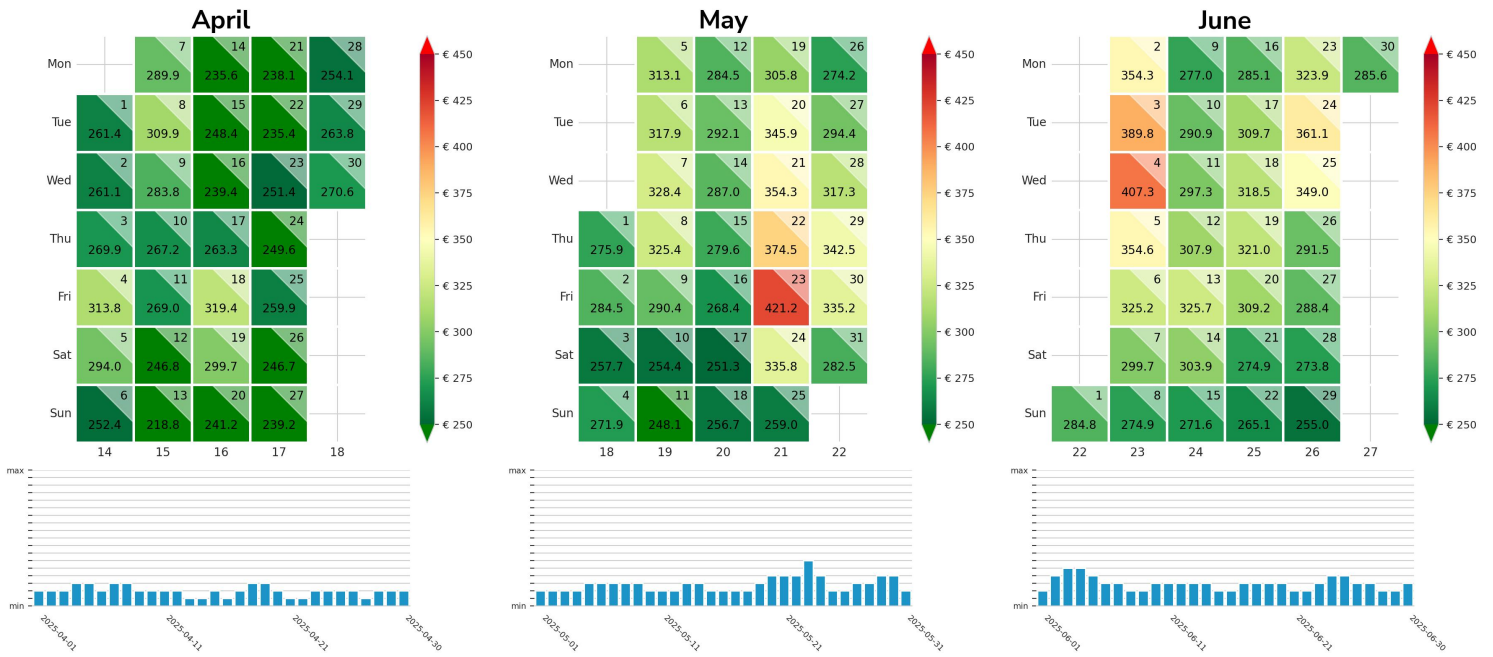 April May June
7 14 21 28
Mon 289.9 235.6 238.1 254.1
1 8 15 22 29
Tue 261.4 309.9 248.4 235.4 263.8
2 9 16 23 30
Wed 261.1 283.8 239.4 251.4 270.6
3 10 17 24
Thu 269.9 267.2 263.3 249.6
4 11 18 25
Fri 313.8 269.0 319.4 259.9
5 12 19 26
Sat 294.0 246.8 299.7 246.7
6 13 20 27
Sun 252.4 218.8 241.2 239.2
14 15 16 17 18
€ 450
€ 425
€ 400
€ 375
€ 350
€ 325
€ 300
€ 275
€ 250
max
min
2025-04-01 2025-04-11 2025-04-21 2025-04-30
5 12 19 26
Mon 313.1 284.5 305.8 274.2
6 13 20 27
Tue 317.9 292.1 345.9 294.4
7 14 21 28
Wed 328.4 287.0 354.3 317.3
1 8 15 22 29
Thu 275.9 325.4 279.6 374.5 342.5
2 9 16 23 30
Fri 284.5 290.4 268.4 421.2 335.2
3 10 17 24 31
Sat 257.7 254.4 251.3 335.8 282.5
4 11 18 25
Sun 271.9 248.1 256.7 259.0
18 19 20 21 22
€ 450
€ 425
€ 400
€ 375
€ 350
€ 325
€ 300
€ 275
€ 250
max
min
2025-05-01 2025-05-11 2025-05-21 2025-05-31
2 9 16 23 30
Mon 354.3 277.0 285.1 323.9 285.6
3 10 17 24
Tue 389.8 290.9 309.7 361.1
4 11 18 25
Wed 407.3 297.3 318.5 349.0
5 12 19 26
Thu 354.6 307.9 321.0 291.5
6 13 20 27
Fri 325.2 325.7 309.2 288.4
7 14 21 28
Sat 299.7 303.9 274.9 273.8
1 8 15 22 29
Sun 284.8 274.9 271.6 265.1 255.0
22 23 24 25 26 27
€ 450
€ 425
€ 400
€ 375
€ 350
€ 325
€ 300
€ 275
€ 250
max
min
2025-06-01 2025-06-11 2025-06-21 2025-06-30